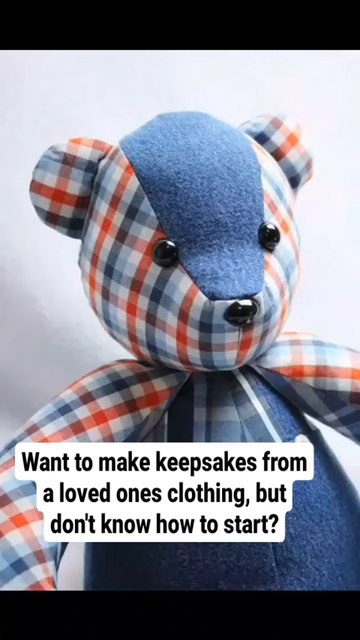 Want to make keepsakes from
a loved ones clothing, but
don't know how to start?